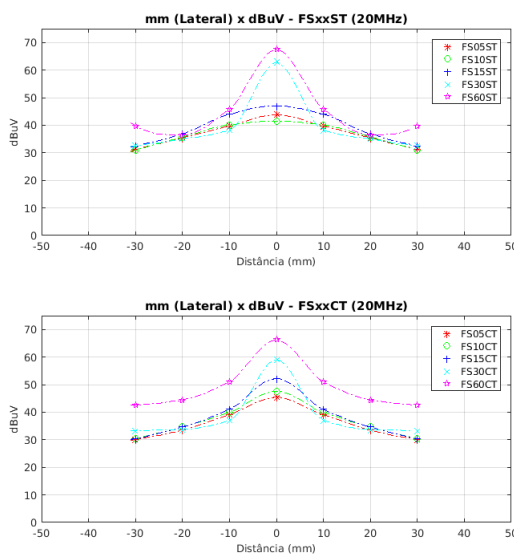 mm (Lateral) x dBuV - FSxxST (20MHz)
70
60
50
40
30
20
10
0
dBuV
FS05ST
FS10ST
FS15ST
FS30ST
FS60ST
-50 -40 -30 -20 -10 0 10 20 30 40 50
Distância (mm)
mm (Lateral) x dBuV - FSxxCT (20MHz)
70
60
50
40
30
20
10
0
dBuV
FS05CT
FS10CT
FS15CT
FS30CT
FS60CT
-50 -40 -30 -20 -10 0 10 20 30 40 50
Distância (mm)